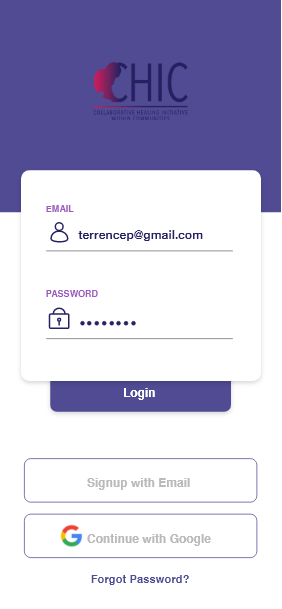 CHIC
COLLABORATIVE HEALING INITIATIVE
WITHIN COMMUNITIES
EMAIL
terrencep@gmail.com
PASSWORD
••••••••
Login
Signup with Email
Continue with Google
Forgot Password?